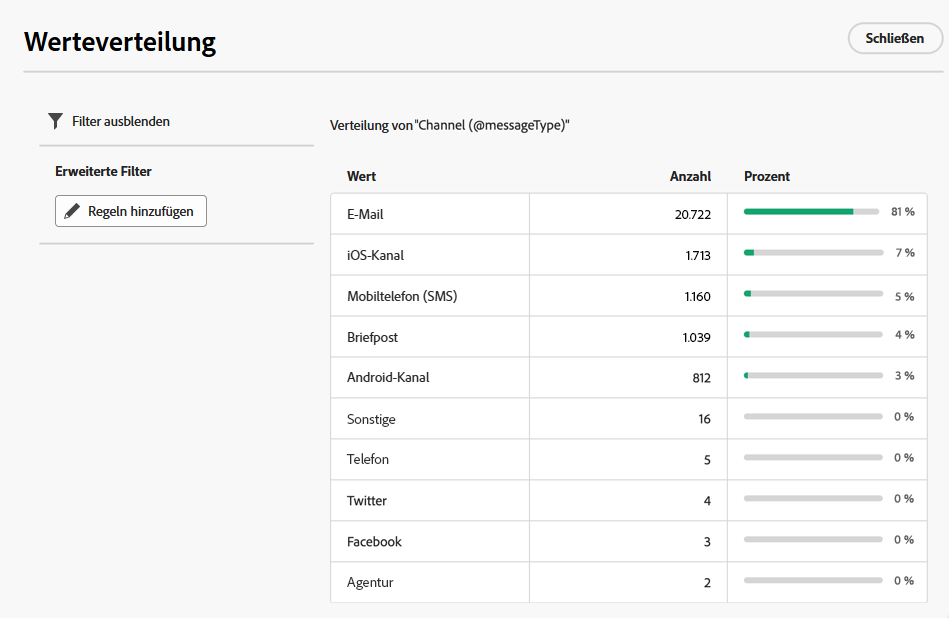 Werteverteilung
Schließen
Filter ausblenden
Erweiterte Filter
Regeln hinzufügen
Verteilung von "Channel (@messageType)"
Wert Anzahl Prozent
E-Mail 20.722 81 %
iOS-Kanal 1.713 7 %
Mobiltelefon (SMS) 1.160 5 %
Briefpost 1.039 4 %
Android-Kanal 812 3 %
Sonstige 16 0 %
Telefon 5 0 %
Twitter 4 0 %
Facebook 3 0 %
Agentur 2 0 %